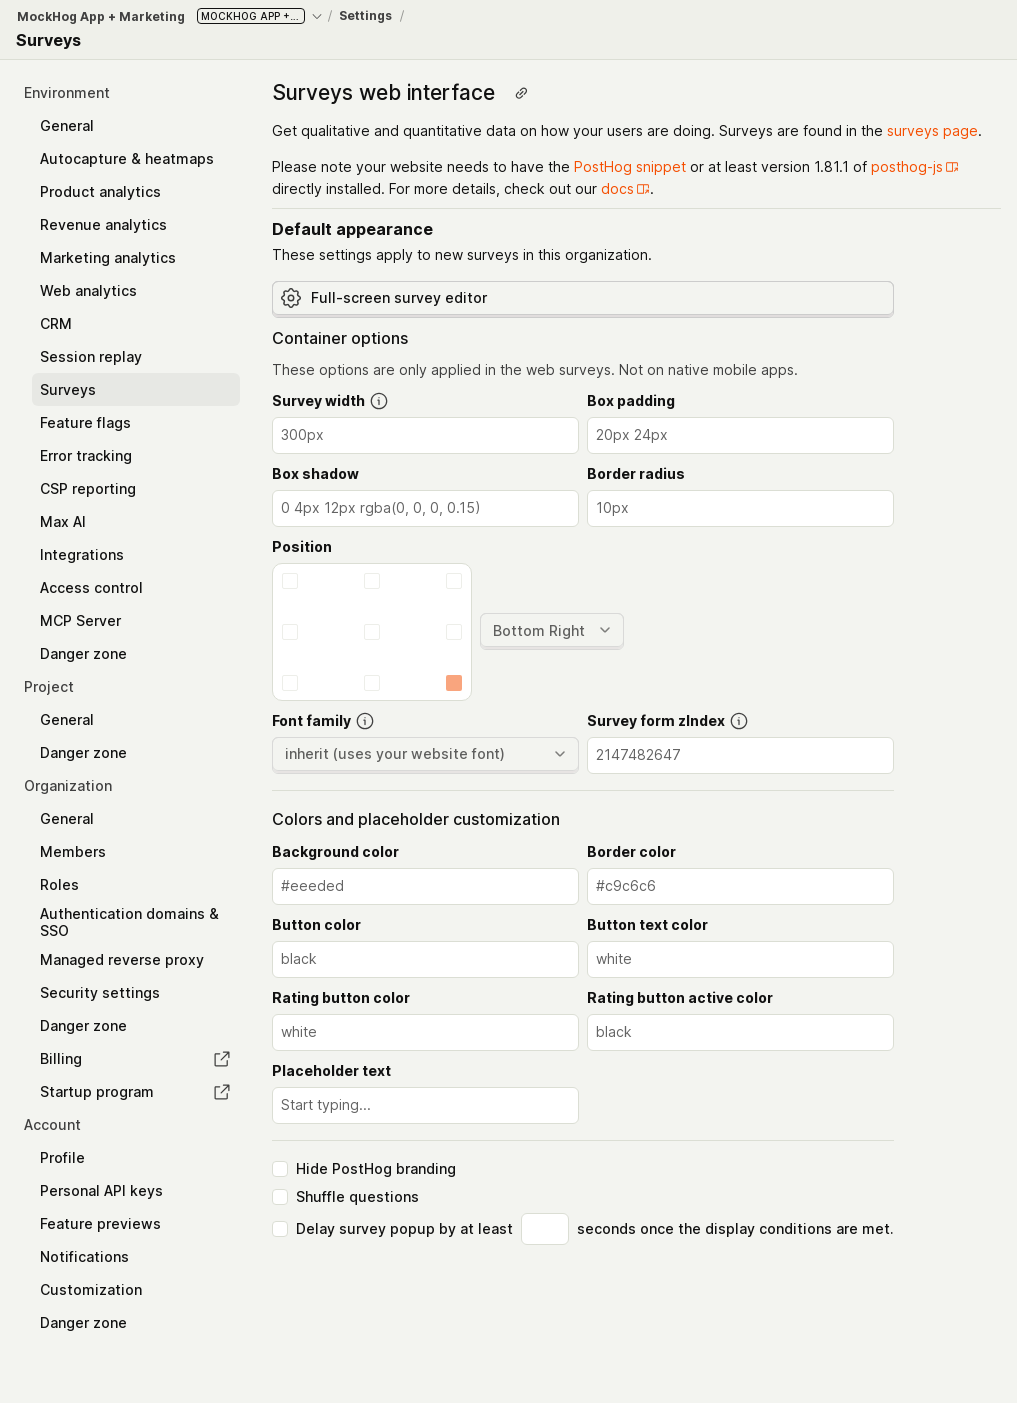 MockHog App + Marketing MOCKHOG APP +... / Settings /
Surveys
Environment
General
Autocapture & heatmaps
Product analytics
Revenue analytics
Marketing analytics
Web analytics
CRM
Session replay
Surveys
Feature flags
Error tracking
CSP reporting
Max AI
Integrations
Access control
MCP Server
Danger zone
Project
General
Danger zone
Organization
General
Members
Roles
Authentication domains &
SSO
Managed reverse proxy
Security settings
Danger zone
Billing
Startup program
Account
Profile
Personal API keys
Feature previews
Notifications
Customization
Danger zone
Surveys web interface
Get qualitative and quantitative data on how your users are doing. Surveys are found in the surveys page.
Please note your website needs to have the PostHog snippet or at least version 1.81.1 of posthog-js
directly installed. For more details, check out our docs.
Default appearance
These settings apply to new surveys in this organization.
Full-screen survey editor
Container options
These options are only applied in the web surveys. Not on native mobile apps.
Survey width Box padding
300px 20px 24px
Box shadow Border radius
0 4px 12px rgba(0, 0, 0, 0.15) 10px
Position
Bottom Right
Font family Survey form zIndex
inherit (uses your website font) 2147482647
Colors and placeholder customization
Background color Border color
#eeeded #c9c6c6
Button color Button text color
black white
Rating button color Rating button active color
white black
Placeholder text
Start typing...
Hide PostHog branding
Shuffle questions
Delay survey popup by at least seconds once the display conditions are met.